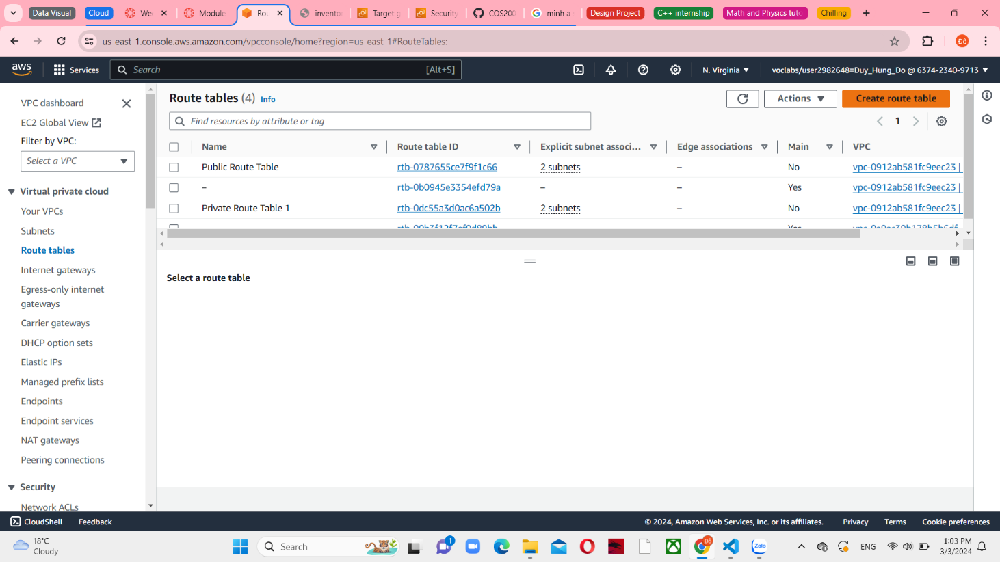 Data Visual
Cloud
Wee
Module
Rou
invento
Target g
Security
COS200
minh a
Design Project
C++ internship
Math and Physics tuto
Chilling
us-east-1.console.aws.amazon.com/vpcconsole/home?region=us-east-1#RouteTables:
Đỗ
aws
Services
Search
[Alt+S]
N. Virginia
voclabs/user2982648=Duy_Hung_Do @ 6374-2340-9713
VPC dashboard
EC2 Global View
Filter by VPC:
Select a VPC
Virtual private cloud
Your VPCs
Subnets
Route tables
Internet gateways
Egress-only internet
gateways
Carrier gateways
DHCP option sets
Elastic IPs
Managed prefix lists
Endpoints
Endpoint services
NAT gateways
Peering connections
Security
Network ACLs
Route tables (4) Info
Actions
Create route table
Find resources by attribute or tag
1
Name Route table ID Explicit subnet associ... Edge associations Main VPC
Public Route Table rtb-0787655ce7f9f1c66 2 subnets – No vpc-0912ab581fc9eec23 |
– rtb-0b0945e3354efd79a – – Yes vpc-0912ab581fc9eec23 |
Private Route Table 1 rtb-0dc55a3d0ac6a502b 2 subnets – No vpc-0912ab581fc9eec23 |
Select a route table
CloudShell
Feedback
© 2024, Amazon Web Services, Inc. or its affiliates.
Privacy
Terms
Cookie preferences
18°C
Cloudy
Search
1
Đỗ
Zalo
ENG
1:03 PM
3/3/2024